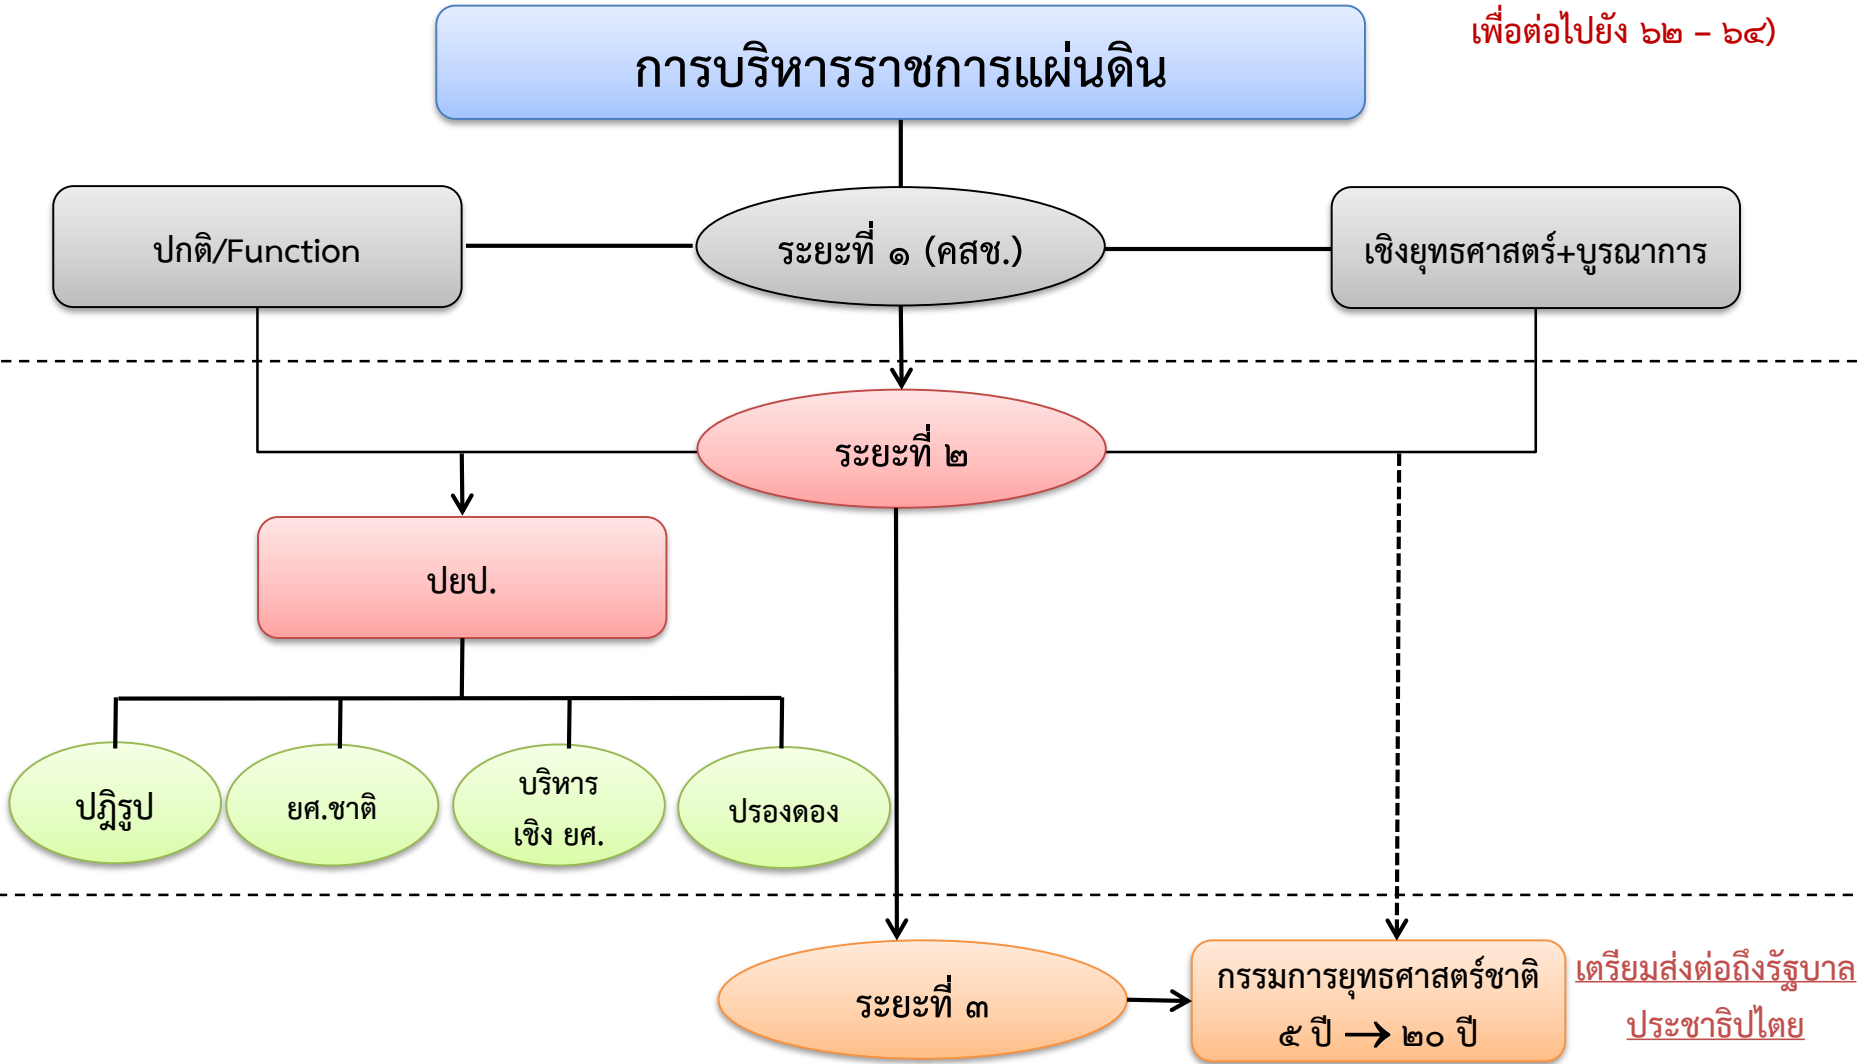 เพื่อต่อไปยัง ๖๒ – ๖๔)
การบริหารราชการแผ่นดิน
ปกติ/Function
ระยะที่ ๑ (คสช.)
เชิงยุทธศาสตร์+บูรณาการ
ระยะที่ ๒
ปยป.
ปฎิรูป
ยศ.ชาติ
บริหาร
เชิง ยศ.
ปรองดอง
ระยะที่ ๓
กรรมการยุทธศาสตร์ชาติ
๕ ปี → ๒๐ ปี
เตรียมส่งต่อถึงรัฐบาล
ประชาธิปไตย